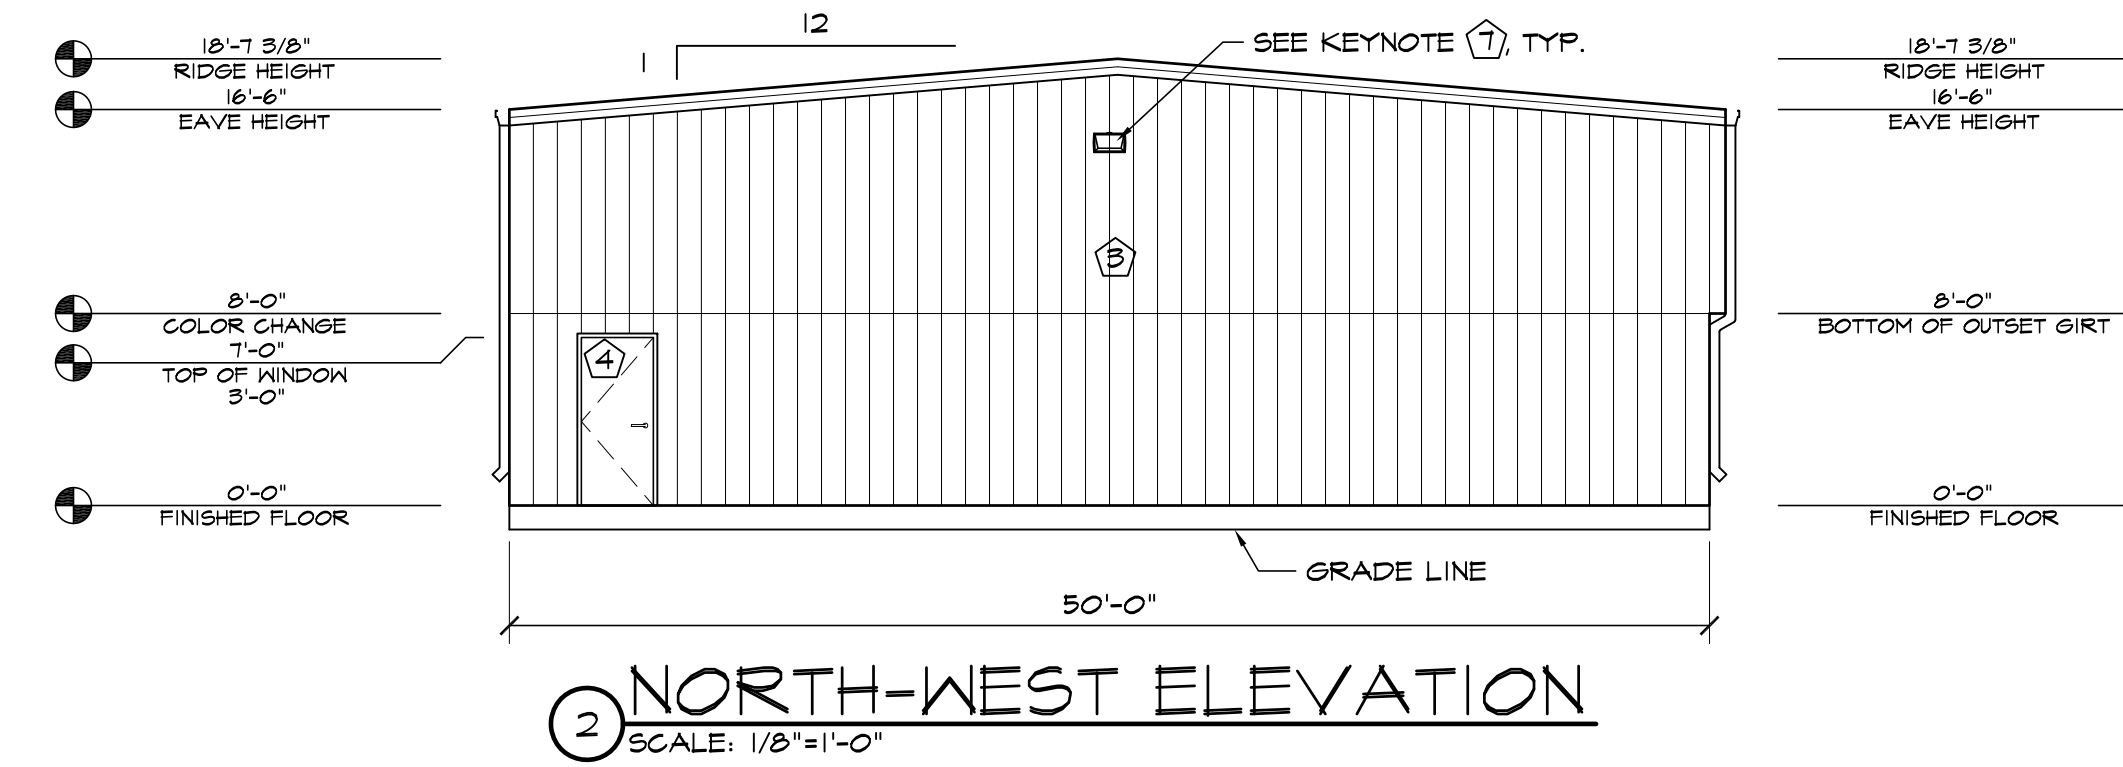 12
1
SEE KEYNOTE 7, TYP.
18'-7 3/8"
RIDGE HEIGHT
16'-6"
EAVE HEIGHT
8'-0"
COLOR CHANGE
7'-0"
TOP OF WINDOW
3'-0"
0'-0"
FINISHED FLOOR
3
4
18'-7 3/8"
RIDGE HEIGHT
16'-6"
EAVE HEIGHT
8'-0"
BOTTOM OF OUTSET GIRT
0'-0"
FINISHED FLOOR
GRADE LINE
50'-0"
2
NORTH-WEST ELEVATION
SCALE: 1/8"=1'-0"